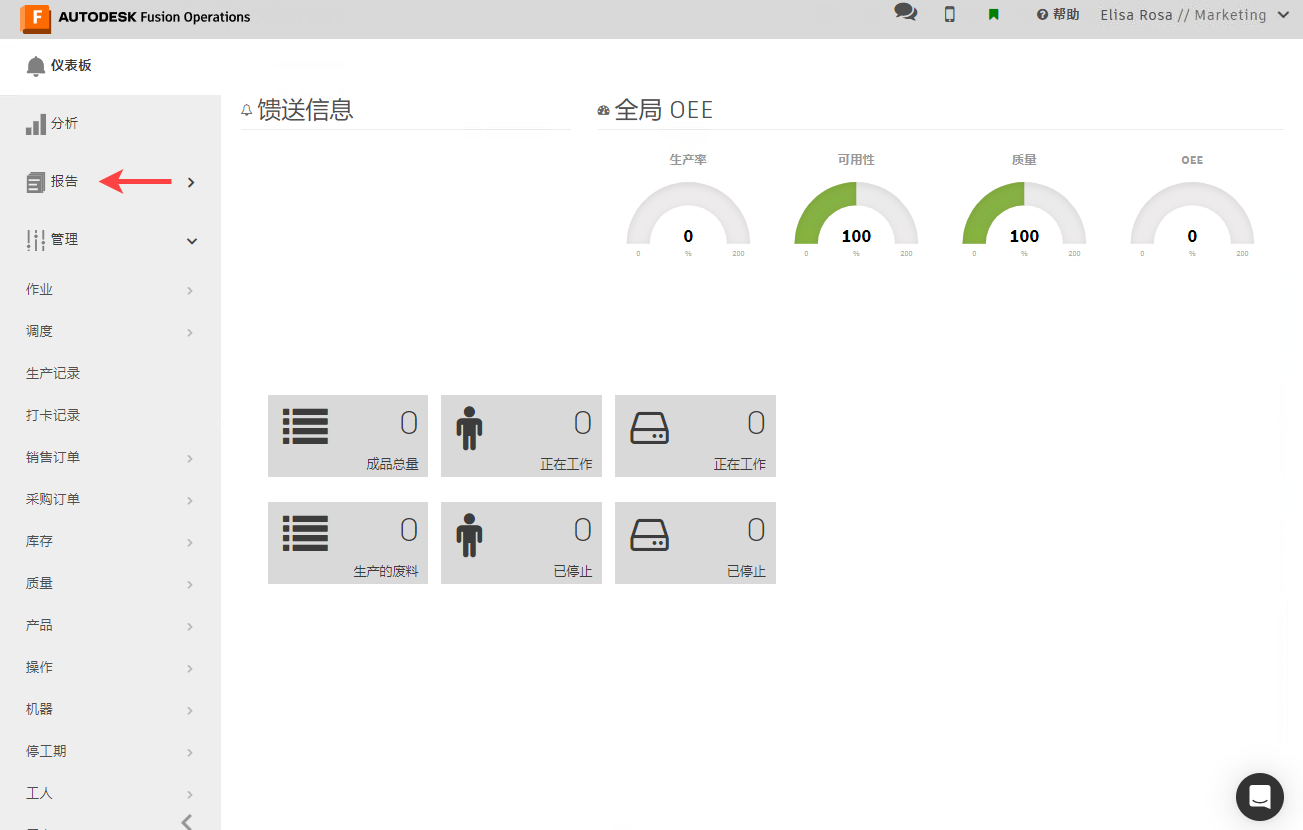 AUTODESK Fusion Operations
帮助
Elisa Rosa // Marketing
仪表板
分析
报告
管理
作业
调度
生产记录
打卡记录
销售订单
采购订单
库存
质量
产品
操作
机器
停工期
工人
馈送信息
全局 OEE
生产率
可用性
质量
OEE
0
100
100
0
0 % 200
0 % 200
0 % 200
0 % 200
0
成品总量
0
正在工作
0
正在工作
0
生产的废料
0
已停止
0
已停止